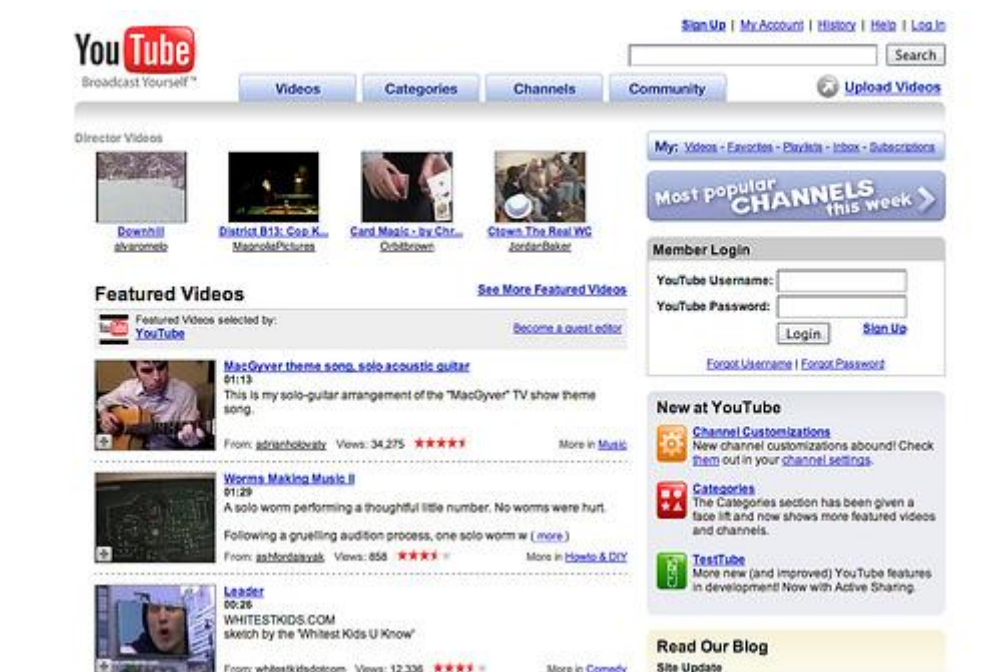 Sign Up | My Account | History | Help | Log In
YouTube
Broadcast Yourself™
Search
Videos
Categories
Channels
Community
Upload Videos
Director Videos
My: Videos - Favorites - Playlists - Inbox - Subscriptions
Most popular
CHANNELS
this week
Downhill
alvaromelo
District B13: Cop K...
MagnoliaPictures
Card Magic - by Chr...
Orbitbrown
Ctown The Real WC
JordanBaker
Member Login
YouTube Username:
YouTube Password:
Login
Sign Up
Forgot Username | Forgot Password
Featured Videos
See More Featured Videos
Featured Videos selected by:
YouTube
Become a guest editor
MacGyver theme song, solo acoustic guitar
01:13
This is my solo-guitar arrangement of the "MacGyver" TV show theme
song.
From: adrianholovaty Views: 34,275
More in Music
Worms Making Music II
01:29
A solo worm performing a thoughtful little number. No worms were hurt.
Following a gruelling audition process, one solo worm w ( more )
From: ashfordaisyak Views: 858
More in Howto & DIY
Leader
00:26
WHITESTKIDS.COM
sketch by the 'Whitest Kids U Know'
From: whitestkidsdotcom Views: 12,336
More in Comedy
New at YouTube
Channel Customizations
New channel customizations abound! Check
them out in your channel settings.
Categories
The Categories section has been given a
face lift and now shows more featured videos
and channels.
TestTube
More new (and improved) YouTube features
in development! Now with Active Sharing.
Read Our Blog
Site Update